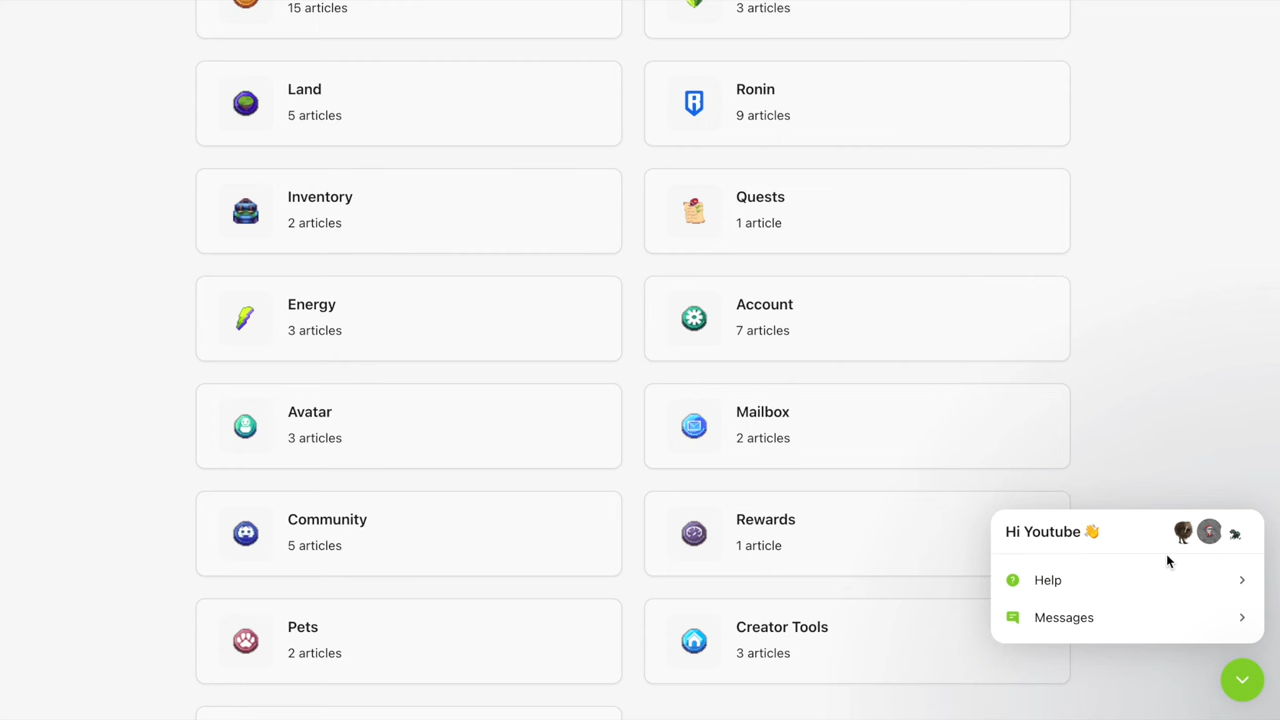 15 articles
3 articles
Land
5 articles
Ronin
9 articles
Inventory
2 articles
Quests
1 article
Energy
3 articles
Account
7 articles
Avatar
3 articles
Mailbox
2 articles
Community
5 articles
Rewards
1 article
Pets
2 articles
Creator Tools
3 articles
Hi Youtube 👋
Help
Messages